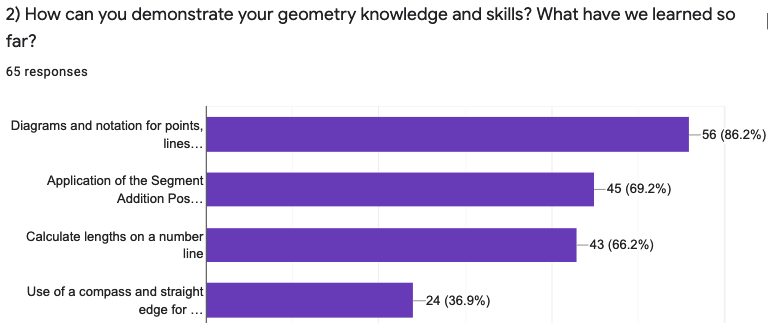 2) How can you demonstrate your geometry knowledge and skills? What have we learned so
far?
65 responses
Diagrams and notation for points,
lines…
56 (86.2%)
Application of the Segment
Addition Pos…
45 (69.2%)
Calculate lengths on a number
line
43 (66.2%)
Use of a compass and straight
edge for …
24 (36.9%)